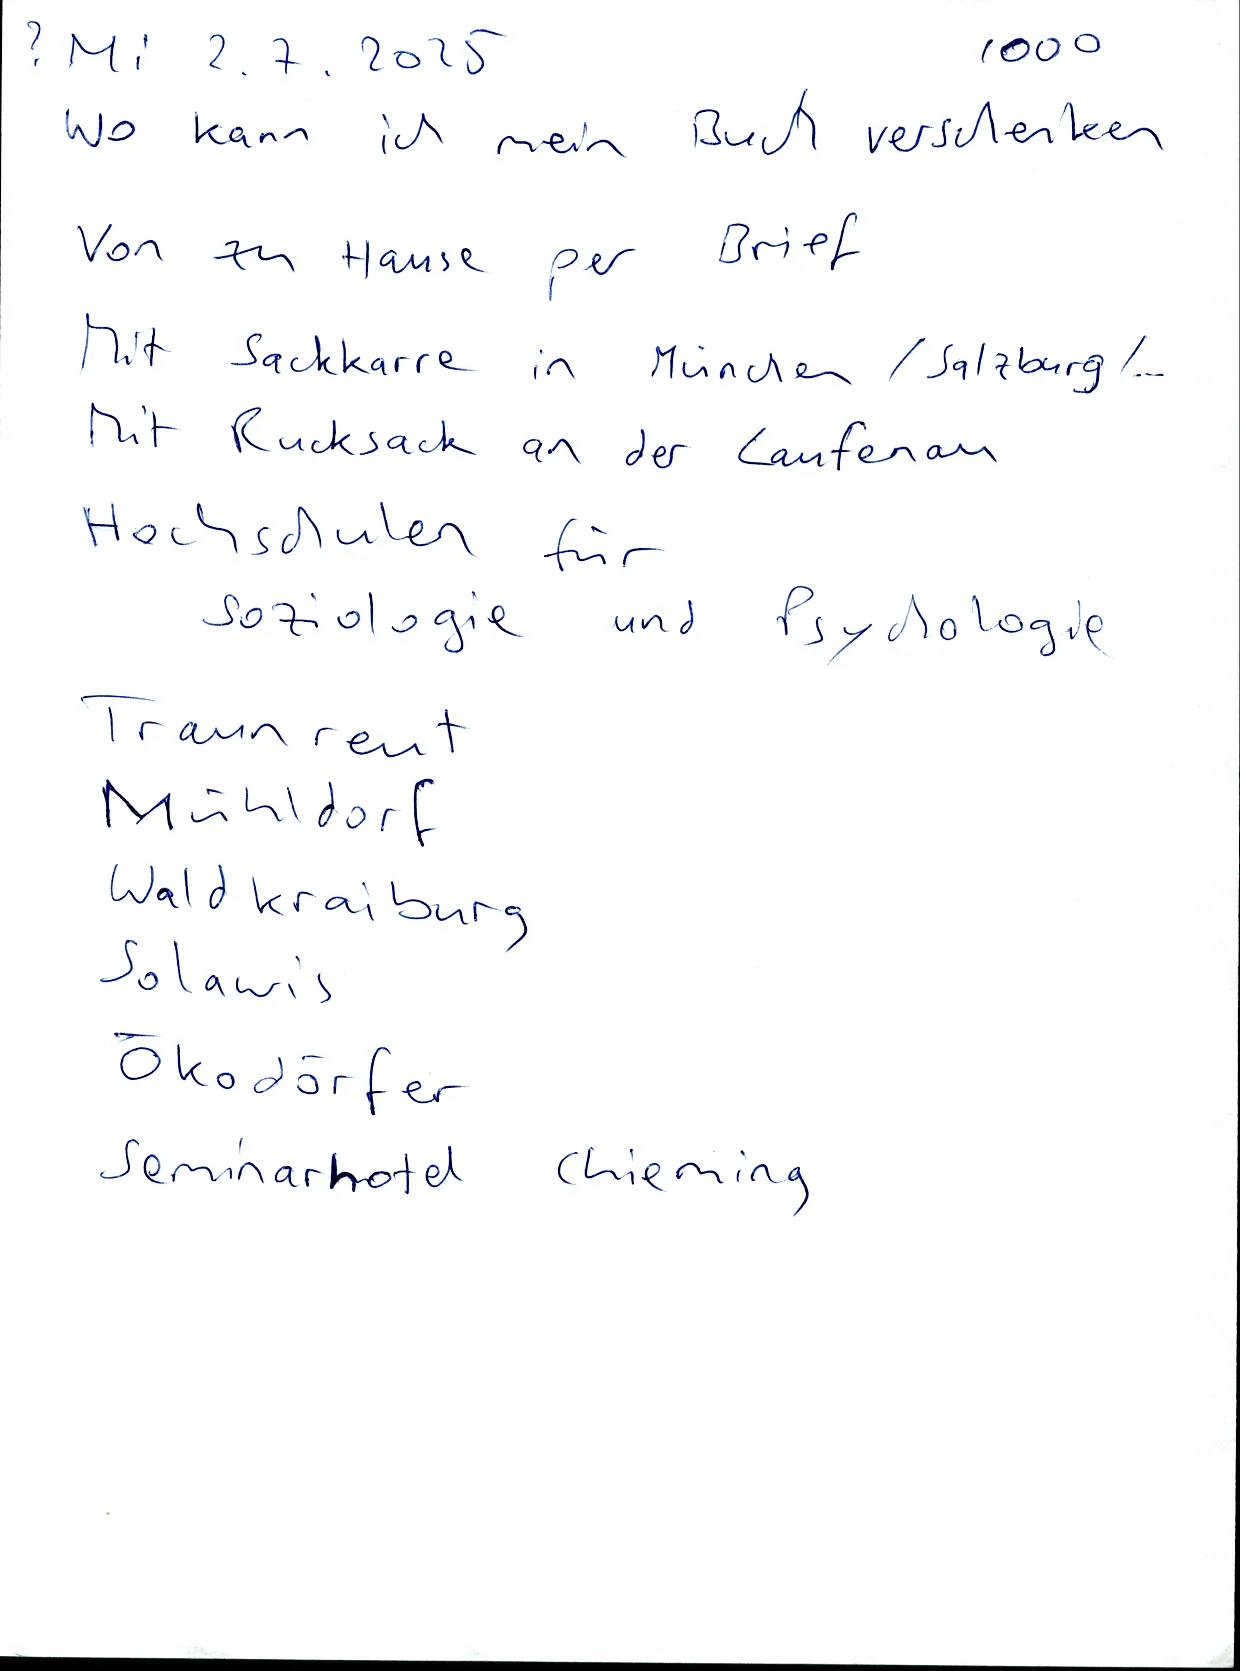 ? Mi 2.7.2025 1000
Wo kann ich mein Buch verschenken
Von zu Hause per Brief
Mit Sackkarre in München / Salzburg / ...
Mit Rucksack an der Laufenau
Hochschulen für
Soziologie und Psychologie
Traunreut
Mühldorf
Waldkraiburg
Solawis
Ökodörfer
Seminarhotel Chieming